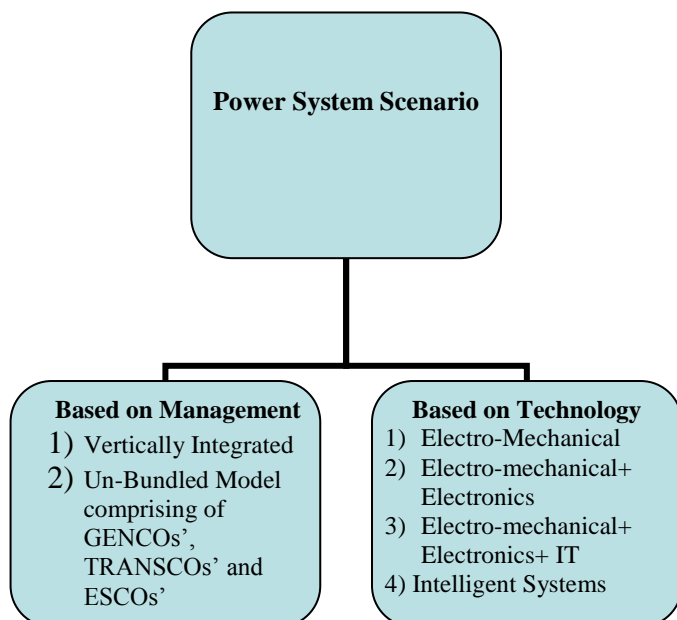 Power System Scenario
Based on Management
1) Vertically Integrated
2) Un-Bundled Model
comprising of
GENCOs’,
TRANSCOs’ and
ESCOs’
Based on Technology
1) Electro-Mechanical
2) Electro-mechanical+
Electronics
3) Electro-mechanical+
Electronics+ IT
4) Intelligent Systems